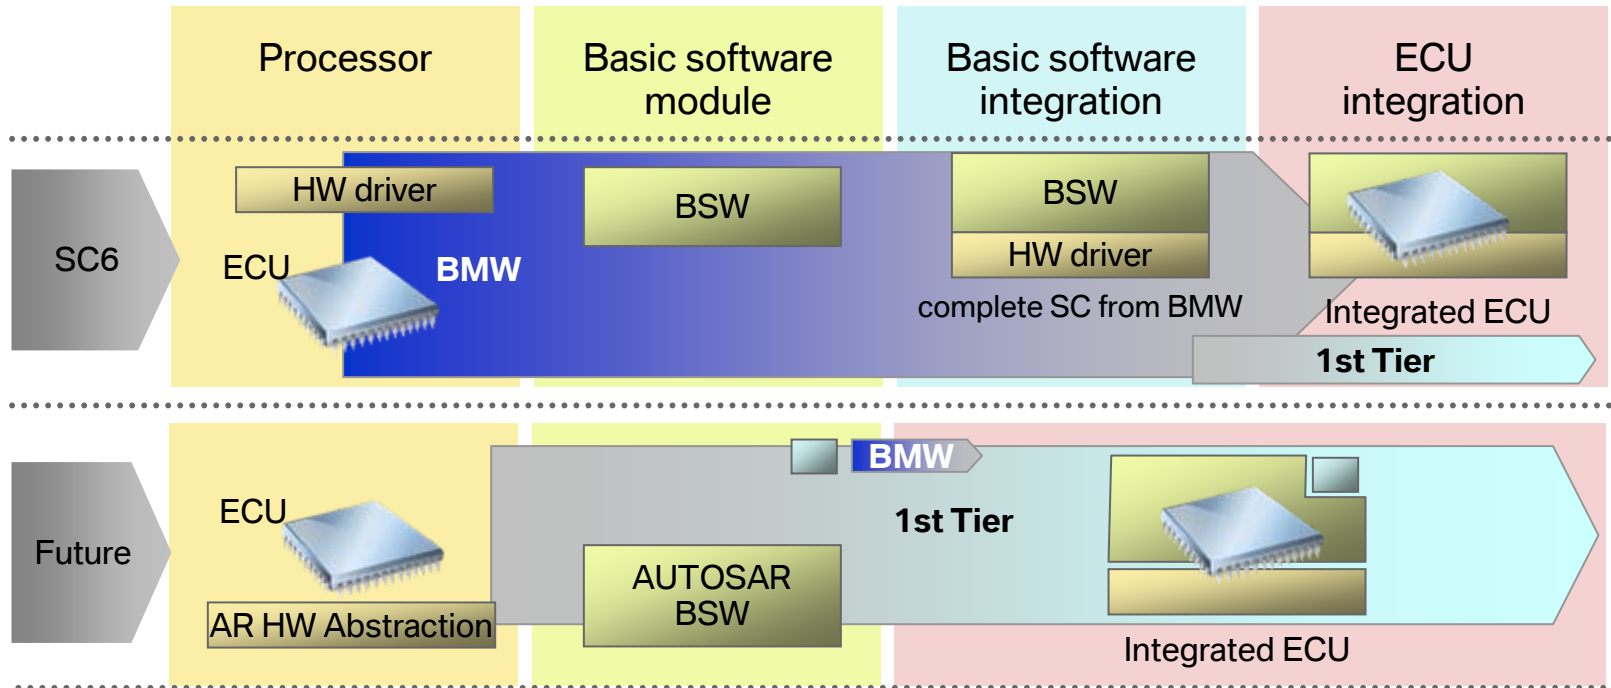 Processor
Basic software
module
Basic software
integration
ECU
integration
SC6
HW driver
ECU
BMW
BSW
BSW
HW driver
complete SC from BMW
Integrated ECU
1st Tier
Future
ECU
AR HW Abstraction
AUTOSAR
BSW
BMW
1st Tier
Integrated ECU